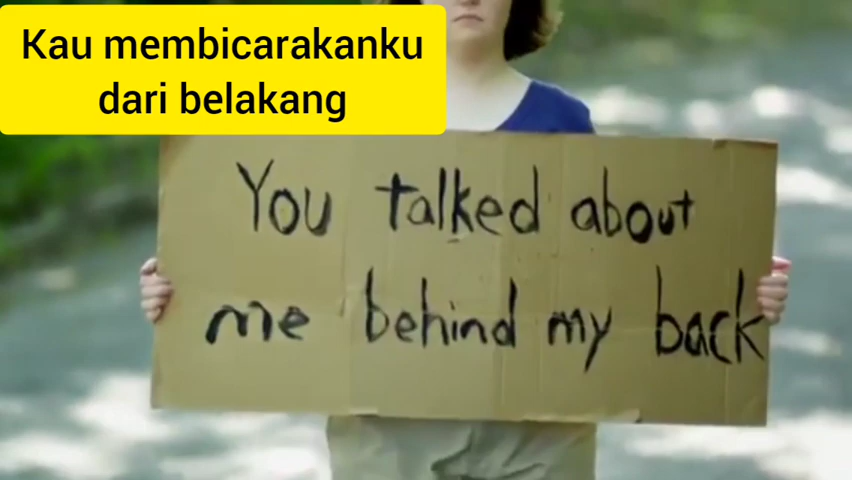 Kau membicarakanku
dari belakang
You talked about
me behind my back